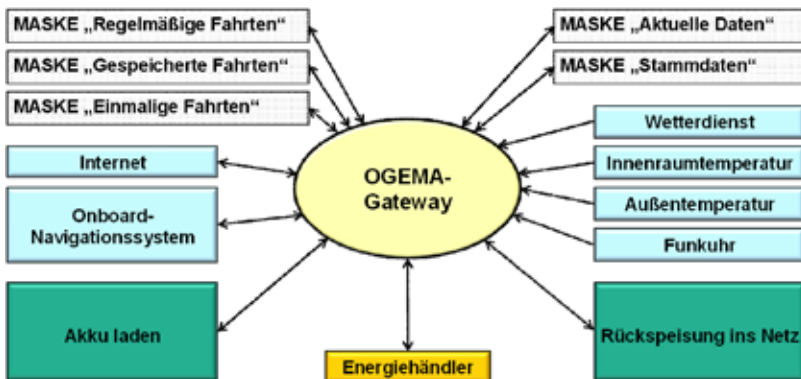 MASKE „Regelmäßige Fahrten“
MASKE „Gespeicherte Fahrten“
MASKE „Einmalige Fahrten“
MASKE „Aktuelle Daten“
MASKE „Stammdaten“
Internet
Onboard-
Navigationssystem
OGEMA-
Gateway
Wetterdienst
Innenraumtemperatur
Außentemperatur
Funkuhr
Akku laden
Energiehändler
Rückspeisung ins Netz